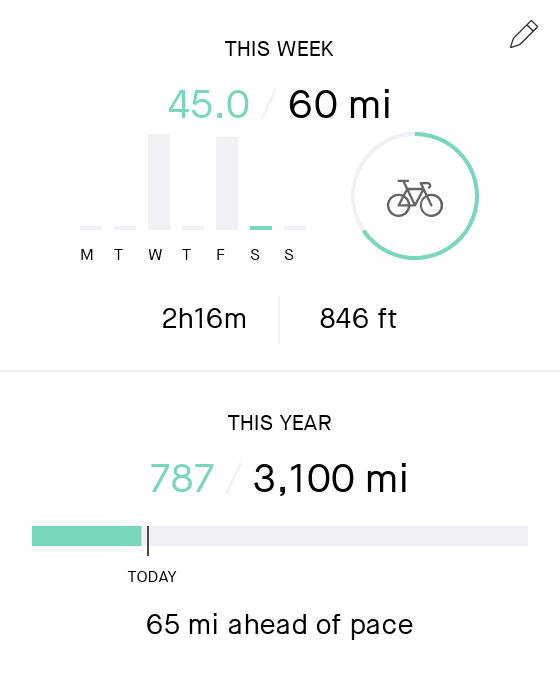 THIS WEEK
45.0 / 60 mi
M T W T F S S
2h16m 846 ft
THIS YEAR
787 / 3,100 mi
TODAY
65 mi ahead of pace